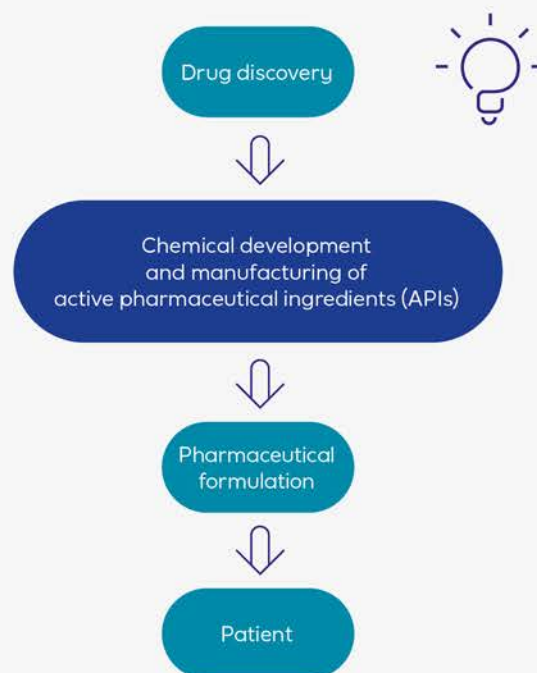 Drug discovery
Chemical development
and manufacturing of
active pharmaceutical ingredients (APIs)
Pharmaceutical
formulation
Patient